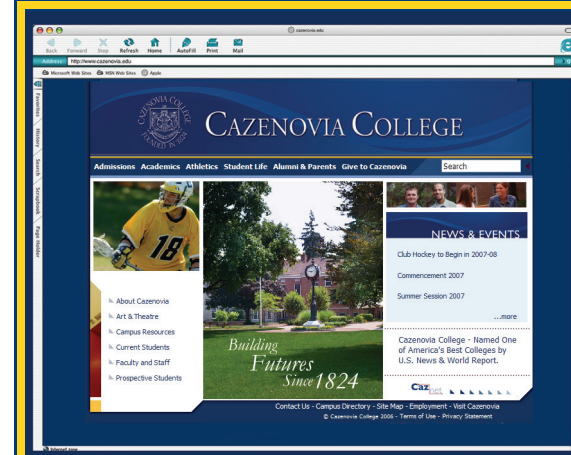 cazenovia.edu
Back Forward Stop Refresh Home AutoFill Print Mail
Address http://www.cazenovia.edu
Microsoft Web Sites MSN Web Sites Apple
Favorites
History
Search
Scrapbook
Page Holder
CAZENOVIA COLLEGE
Admissions Academics Athletics Student Life Alumni & Parents Give to Cazenovia Search
18
NEWS & EVENTS
Club Hockey to Begin in 2007-08
Commencement 2007
Summer Session 2007
...more
About Cazenovia
Art & Theatre
Campus Resources
Current Students
Faculty and Staff
Prospective Students
Building
Futures
Since 1824
Cazenovia College - Named One
of America's Best Colleges by
U.S. News & World Report.
Contact Us - Campus Directory - Site Map - Employment - Visit Cazenovia
© Cazenovia College 2006 - Terms of Use - Privacy Statement
Internet zone